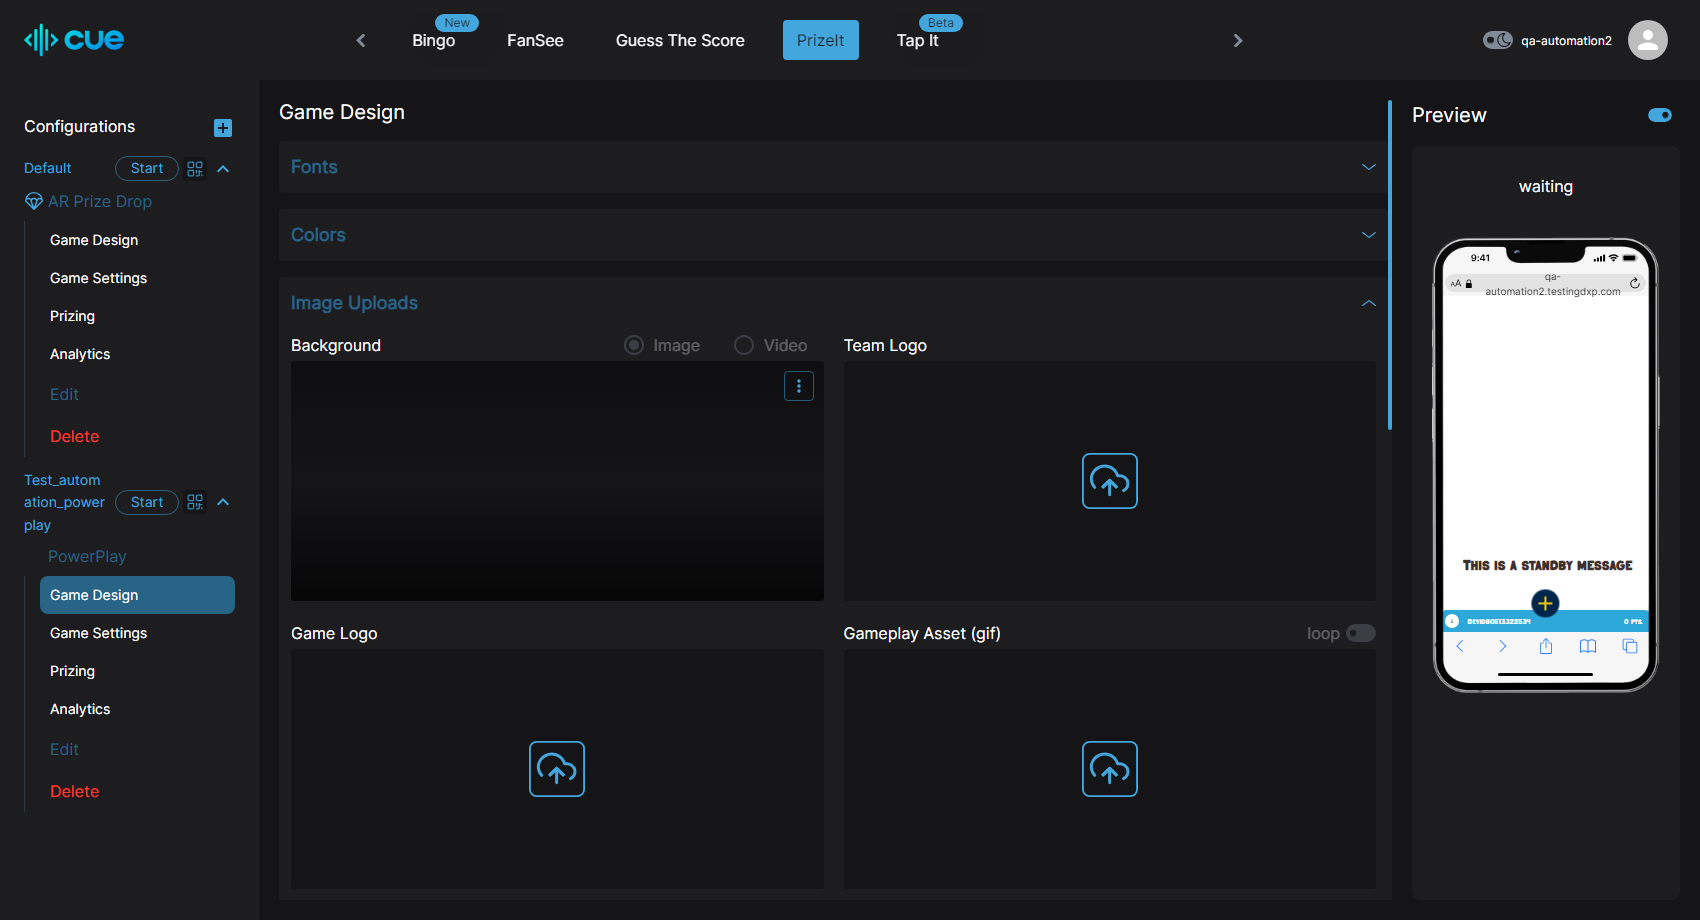 cue
New
Bingo
FanSee
Guess The Score
PrizeIt
Beta
Tap It
qa-automation2
Configurations
Default
Start
AR Prize Drop
Game Design
Game Settings
Prizing
Analytics
Edit
Delete
Test_autom
ation_power
play
Start
PowerPlay
Game Design
Game Settings
Prizing
Analytics
Edit
Delete
Game Design
Fonts
Colors
Image Uploads
Background
Image
Video
Team Logo
Game Logo
Gameplay Asset (gif)
loop
Preview
waiting
9:41
AA
qa-
automation2.testingdxp.com
This is a standby message
0 PTS.